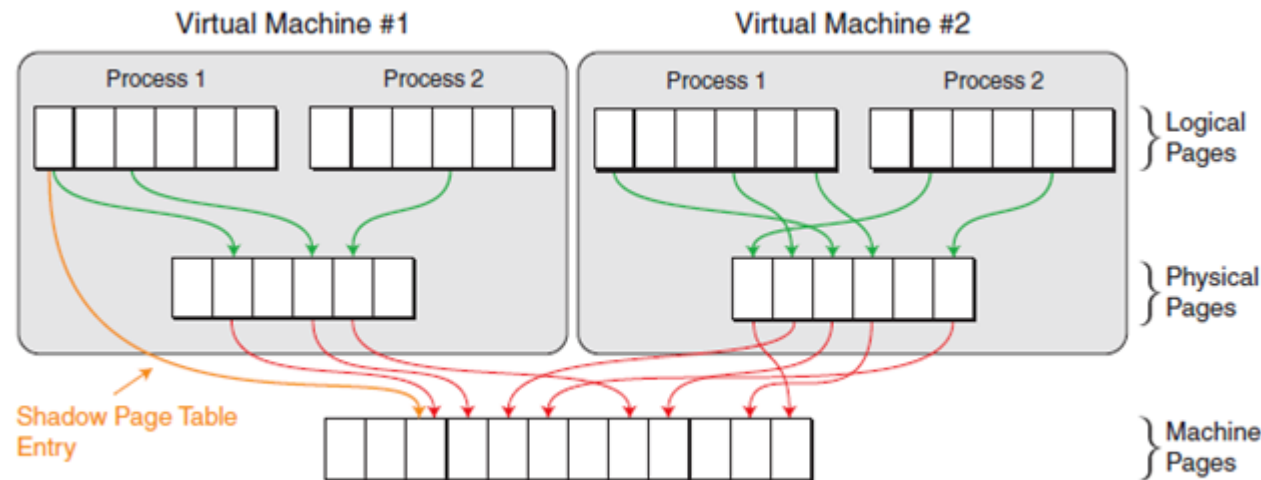 Virtual Machine #1
Virtual Machine #2
Process 1
Process 2
Process 1
Process 2
Logical
Pages
Physical
Pages
Shadow Page Table
Entry
Machine
Pages